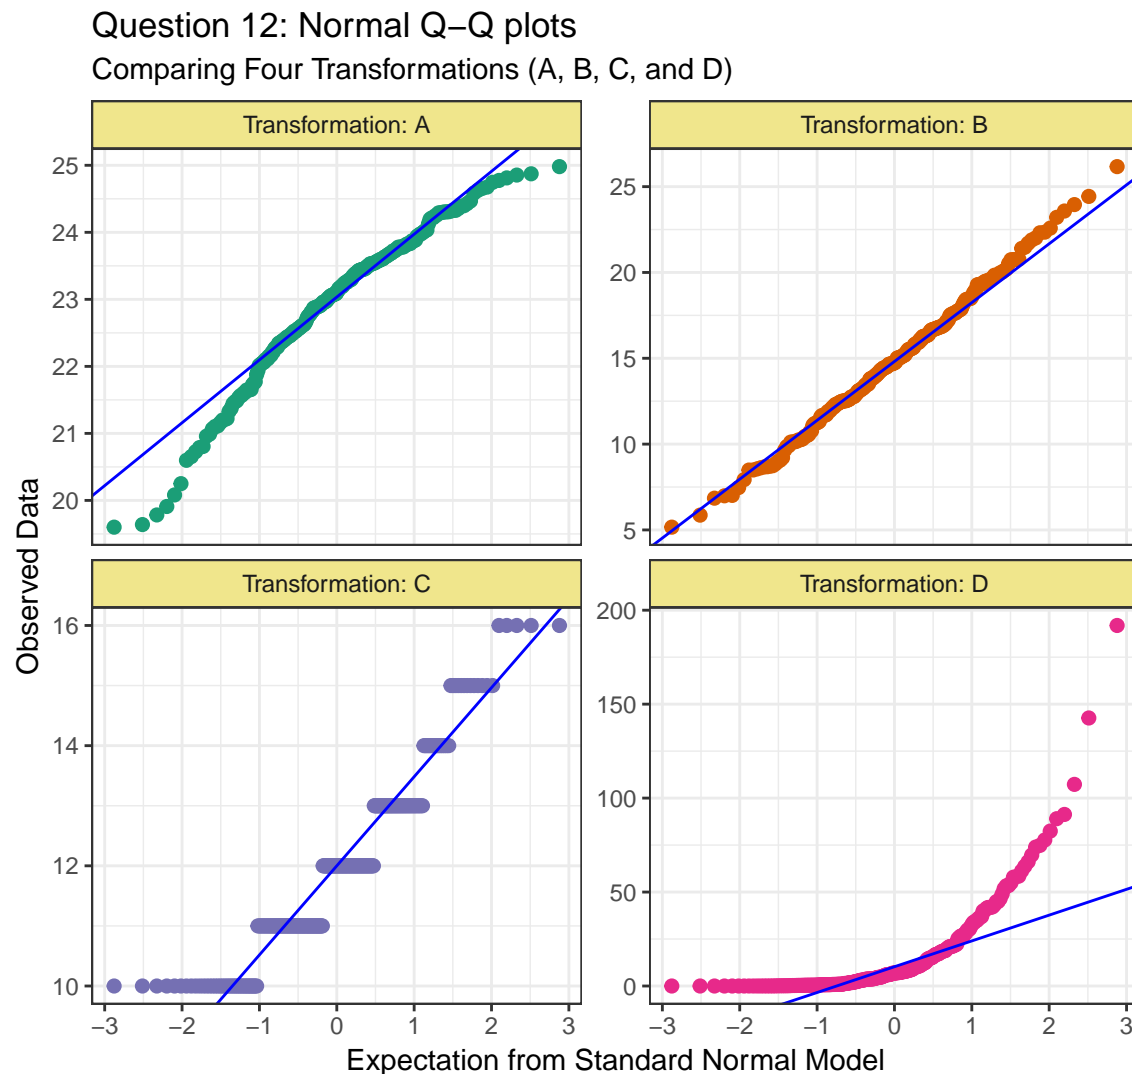 Question 12: Normal Q−Q plots
Comparing Four Transformations (A, B, C, and D)
Transformation: A
Transformation: B
25
24
23
22
21
20
25
20
15
10
5
Observed Data
Transformation: C
Transformation: D
16
14
12
10
200
150
100
50
0
−3 −2 −1 0 1 2 3
−3 −2 −1 0 1 2 3
Expectation from Standard Normal Model